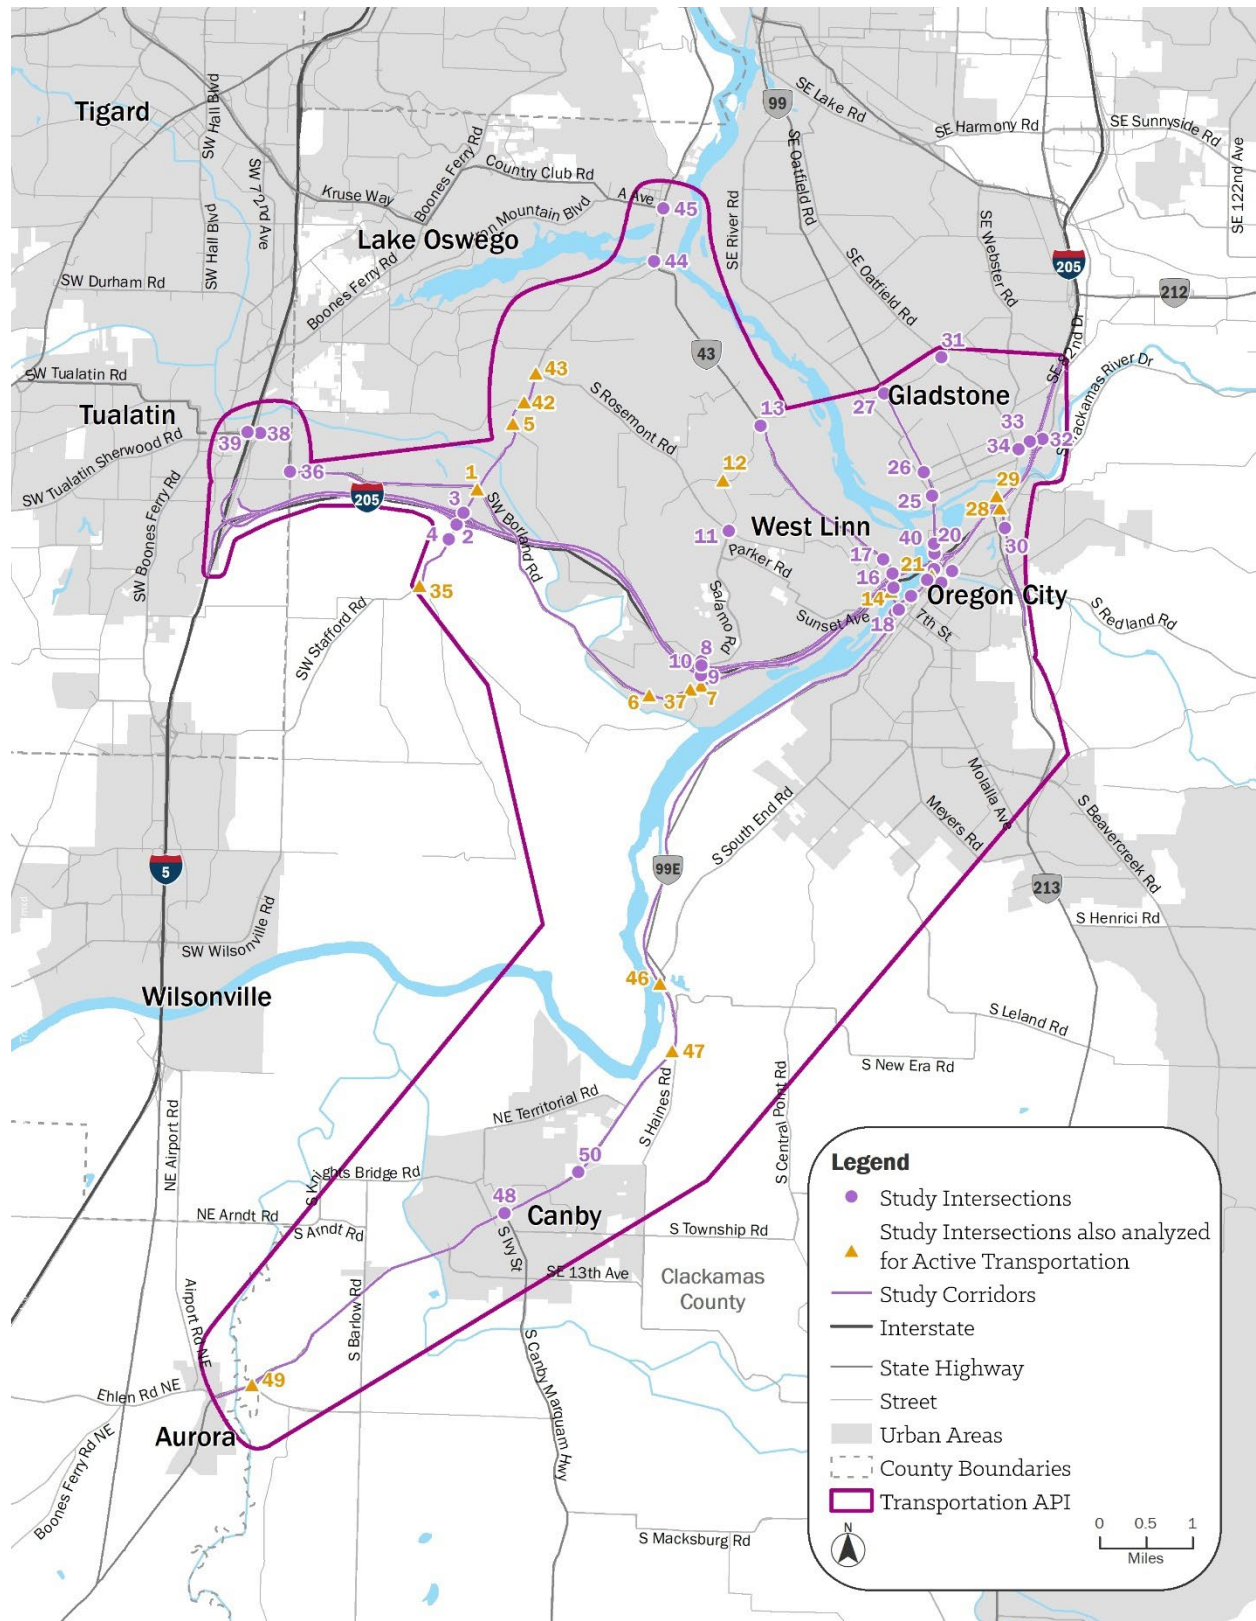 Tigard
SW Hall Blvd
SW 72nd Ave
SW Hall Blvd
Kruse Way
Boones Ferry Rd
Country Club Rd
A Ave
Iron Mountain Blvd
Lake Oswego
Boones Ferry Rd
SW Durham Rd
99
SE Lake Rd
SE Harmony Rd
SE Sunnyside Rd
SE 122nd Ave
SE Oatfield Rd
SE River Rd
SE Webster Rd
SE Oatfield Rd
205
212
SE 82nd Dr
45
44
43
31
SW Tualatin Rd
Tualatin
SW Tualatin Sherwood Rd
39
38
36
SW Boones Ferry Rd
205
43
42
5
S Rosemont Rd
13
27
Gladstone
33
34
32
26
25
29
28
30
12
11
West Linn
Parker Rd
Salamo Rd
1
3
4
2
SW Borland Rd
35
SW Stafford Rd
17
40
20
16
21
14
18
Oregon City
Sunset Ave
7th St
S Redland Rd
8
10
9
6
37
7
Molalla Ave
Meyers Rd
S Beavercreek Rd
S South End Rd
5
99E
213
S Henrici Rd
SW Wilsonville Rd
Wilsonville
46
S Leland Rd
47
S New Era Rd
S Central Point Rd
S Haines Rd
NE Territorial Rd
NE Airport Rd
50
S Knights Bridge Rd
48
Canby
NE Arndt Rd
S Arndt Rd
S Ivy St
S Township Rd
SE 13th Ave
Clackamas
County
S Barlow Rd
Airport Rd NE
S Canby Marquam Hwy
Ehlen Rd NE
49
Aurora
Boones Ferry Rd NE
S Macksburg Rd
Legend
Study Intersections
Study Intersections also analyzed
for Active Transportation
Study Corridors
Interstate
State Highway
Street
Urban Areas
County Boundaries
Transportation API
N
0 0.5 1
Miles